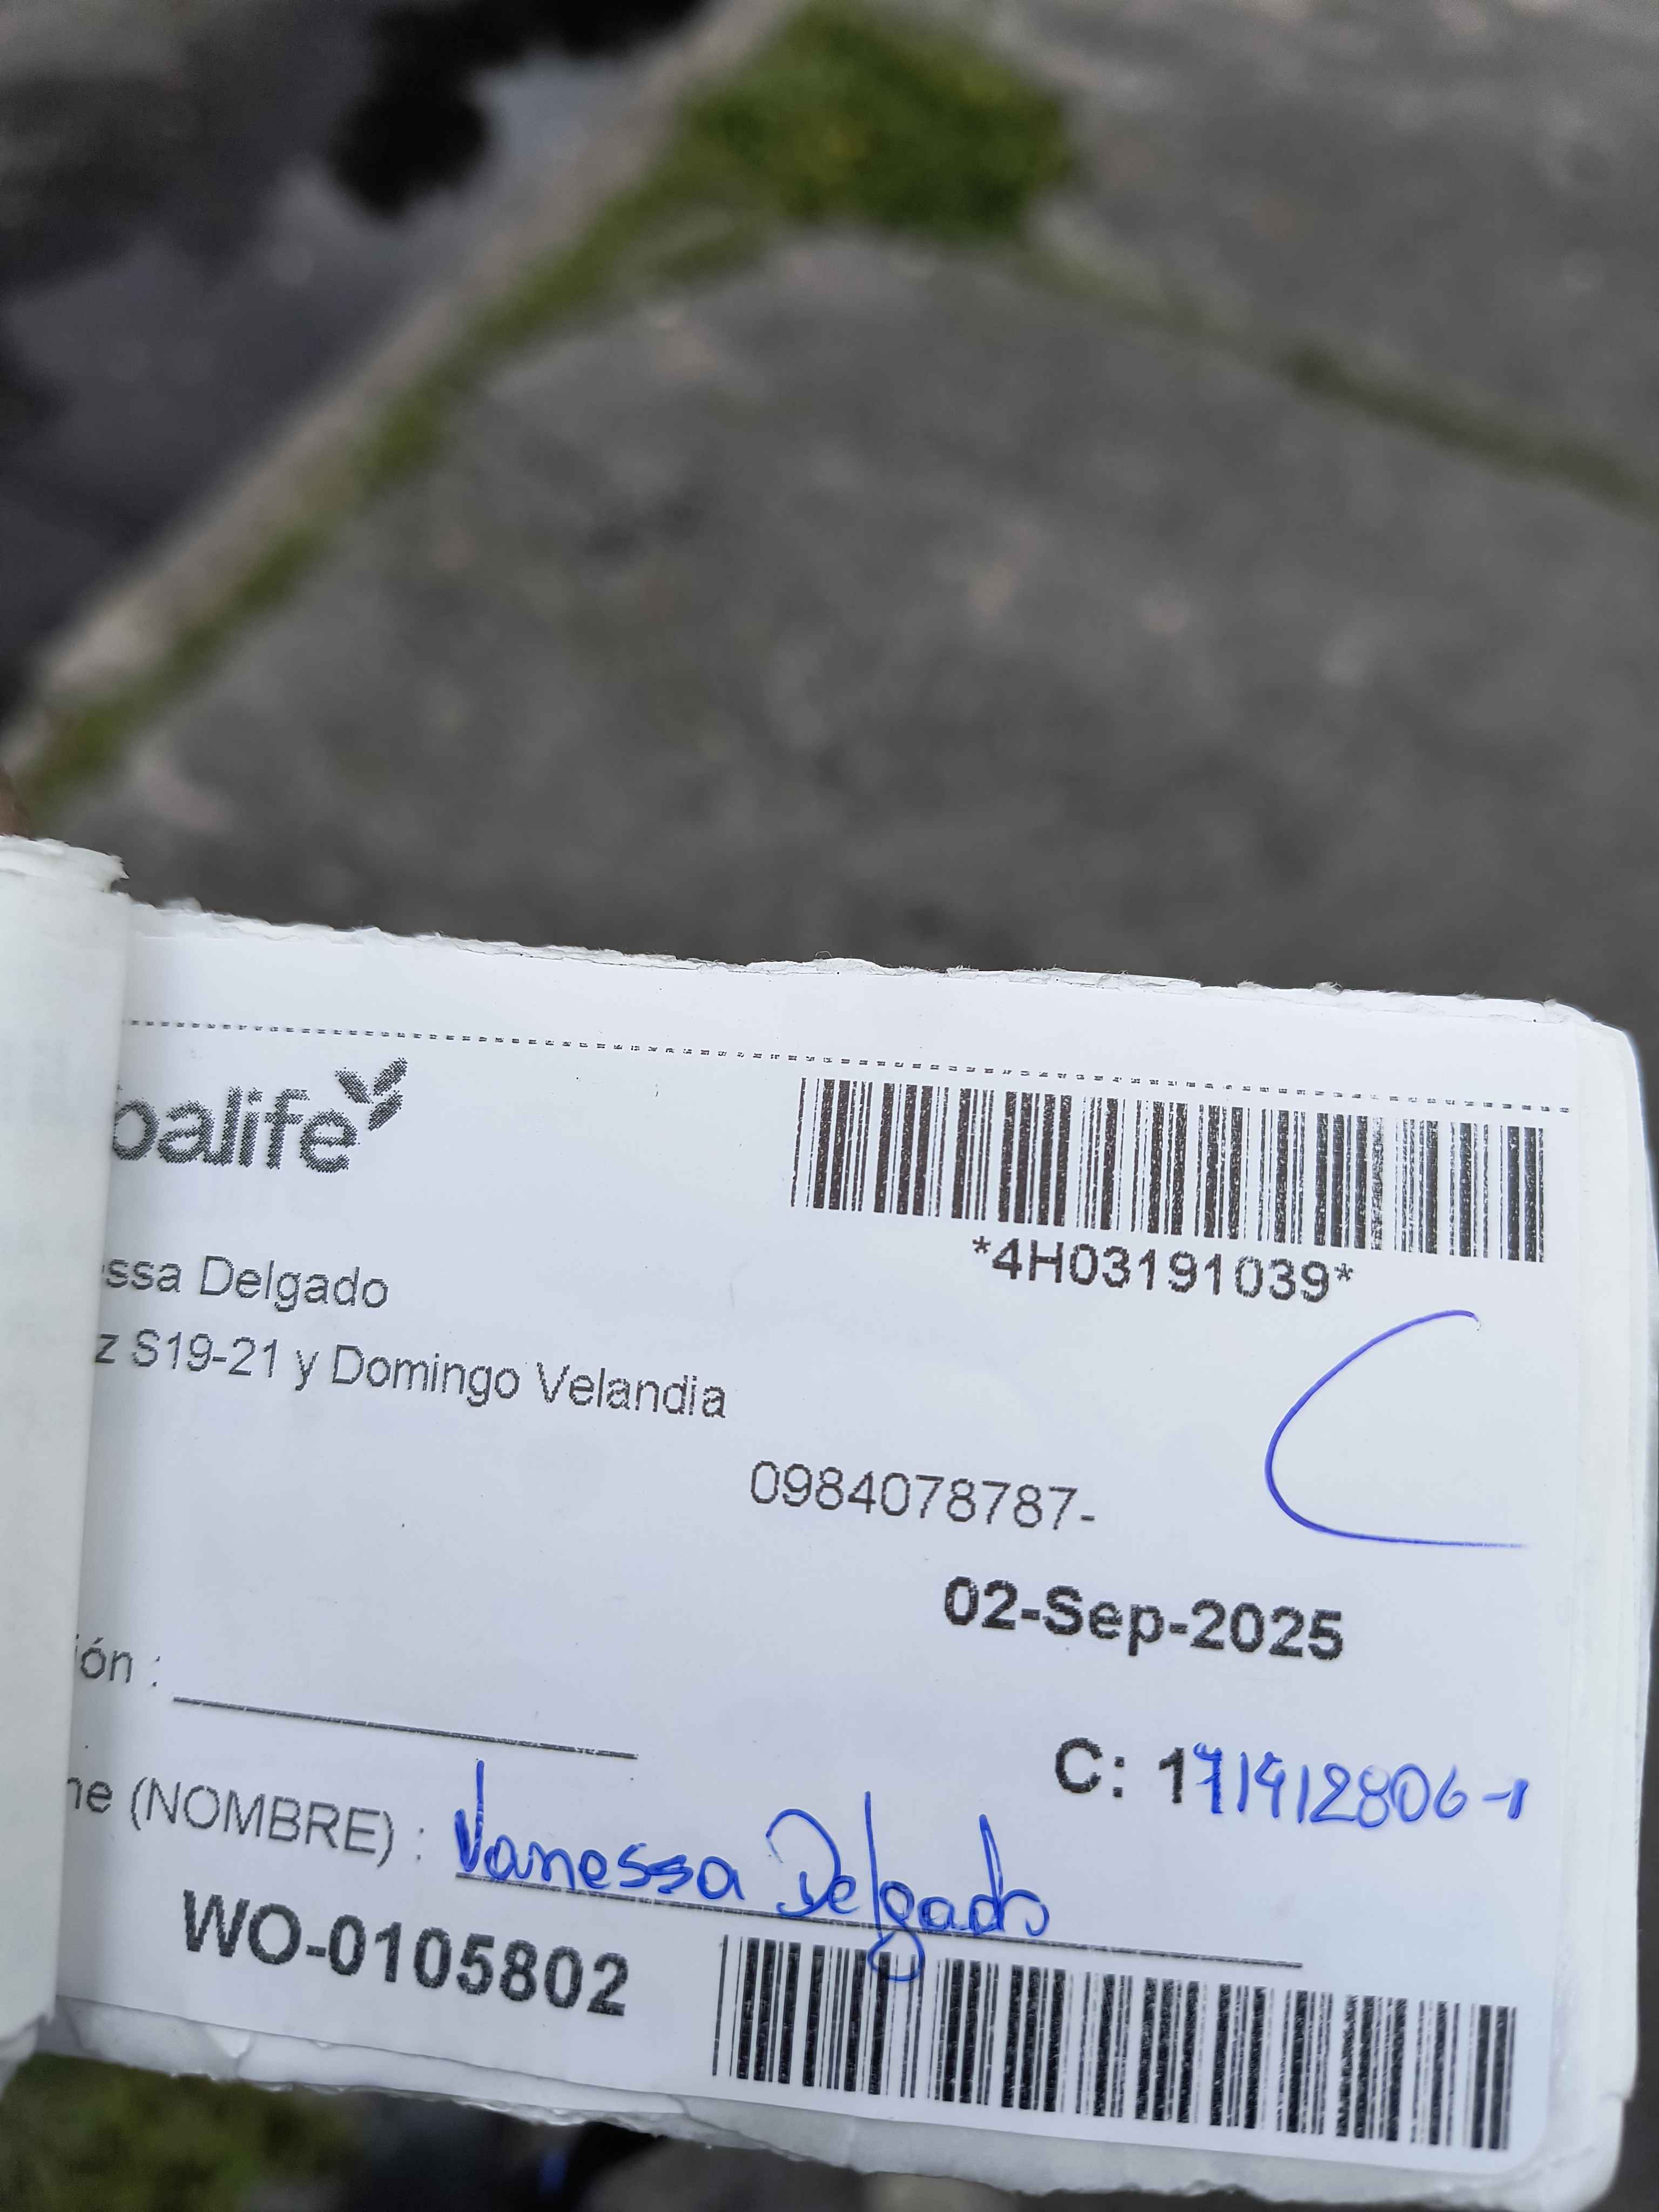 balife
*4H03191039*
ssa Delgado
z S19-21 y Domingo Velandia
0984078787-
02-Sep-2025
ión :
C: 171912806-1
ne (NOMBRE) : Vanessa Delgado
WO-0105802